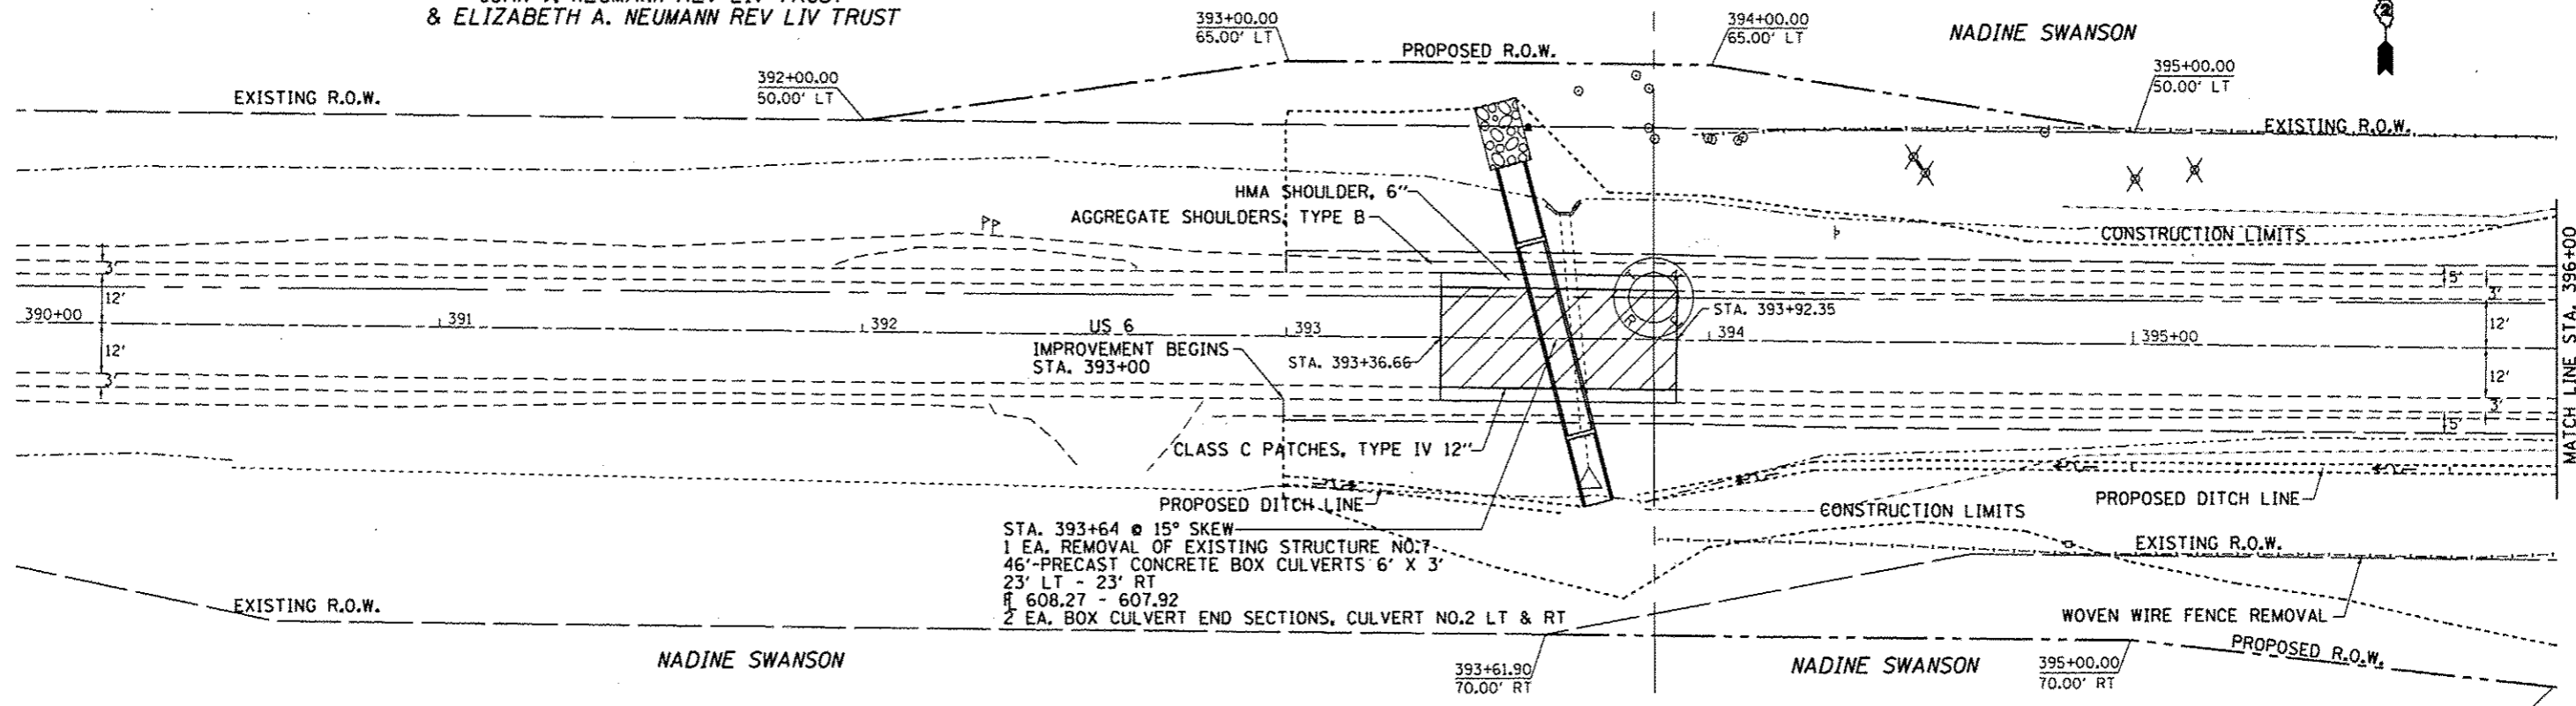 & ELIZABETH A. NEUMANN REV LIV TRUST
393+00.00
65.00' LT
394+00.00
65.00' LT
NADINE SWANSON
2
PROPOSED R.O.W.
392+00.00
50.00' LT
395+00.00
50.00' LT
EXISTING R.O.W.
EXISTING R.O.W.
HMA SHOULDER, 6"
AGGREGATE SHOULDERS, TYPE B
CONSTRUCTION LIMITS
MATCH LINE STA. 396+00
3'
12'
5'
3'
12'
STA. 393+92.35
390+00
391
392
US 6
393
394
395+00
IMPROVEMENT BEGINS
STA. 393+00
STA. 393+36.66
12'
3'
12'
3'
5'
CLASS C PATCHES, TYPE IV 12"
PROPOSED DITCH LINE
PROPOSED DITCH LINE
CONSTRUCTION LIMITS
STA. 393+64 @ 15° SKEW
1 EA. REMOVAL OF EXISTING STRUCTURE NO.7
46'-PRECAST CONCRETE BOX CULVERTS 6' X 3'
23' LT - 23' RT
608.27 - 607.92
2 EA. BOX CULVERT END SECTIONS, CULVERT NO.2 LT & RT
EXISTING R.O.W.
EXISTING R.O.W.
WOVEN WIRE FENCE REMOVAL
NADINE SWANSON
393+61.90
70.00' RT
NADINE SWANSON
395+00.00
70.00' RT
PROPOSED R.O.W.